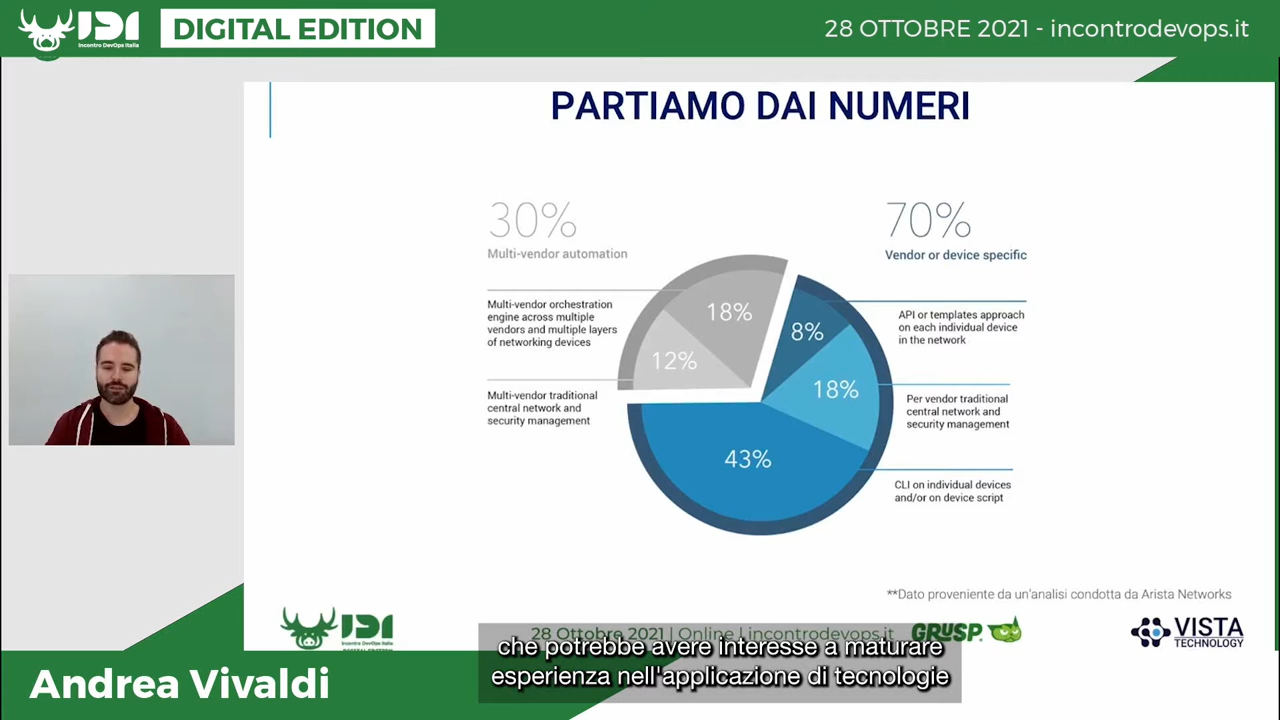 IDI
Incontro DevOps Italia
DIGITAL EDITION
28 OTTOBRE 2021 - incontrodevops.it
PARTIAMO DAI NUMERI
30%
Multi-vendor automation
70%
Vendor or device specific
Multi-vendor orchestration
engine across multiple
vendors and multiple layers
of networking devices
Multi-vendor traditional
central network and
security management
18%
12%
8%
18%
43%
API or templates approach
on each individual device
in the network
Per vendor traditional
central network and
security management
CLI on individual devices
and/or on device script
**Dato proveniente da un'analisi condotta da Arista Networks
IDI
28 Ottobre 2021 | Online | incontrodevops.it
GRUSP
VISTA
TECHNOLOGY
che potrebbe avere interesse a maturare
esperienza nell'applicazione di tecnologie
Andrea Vivaldi